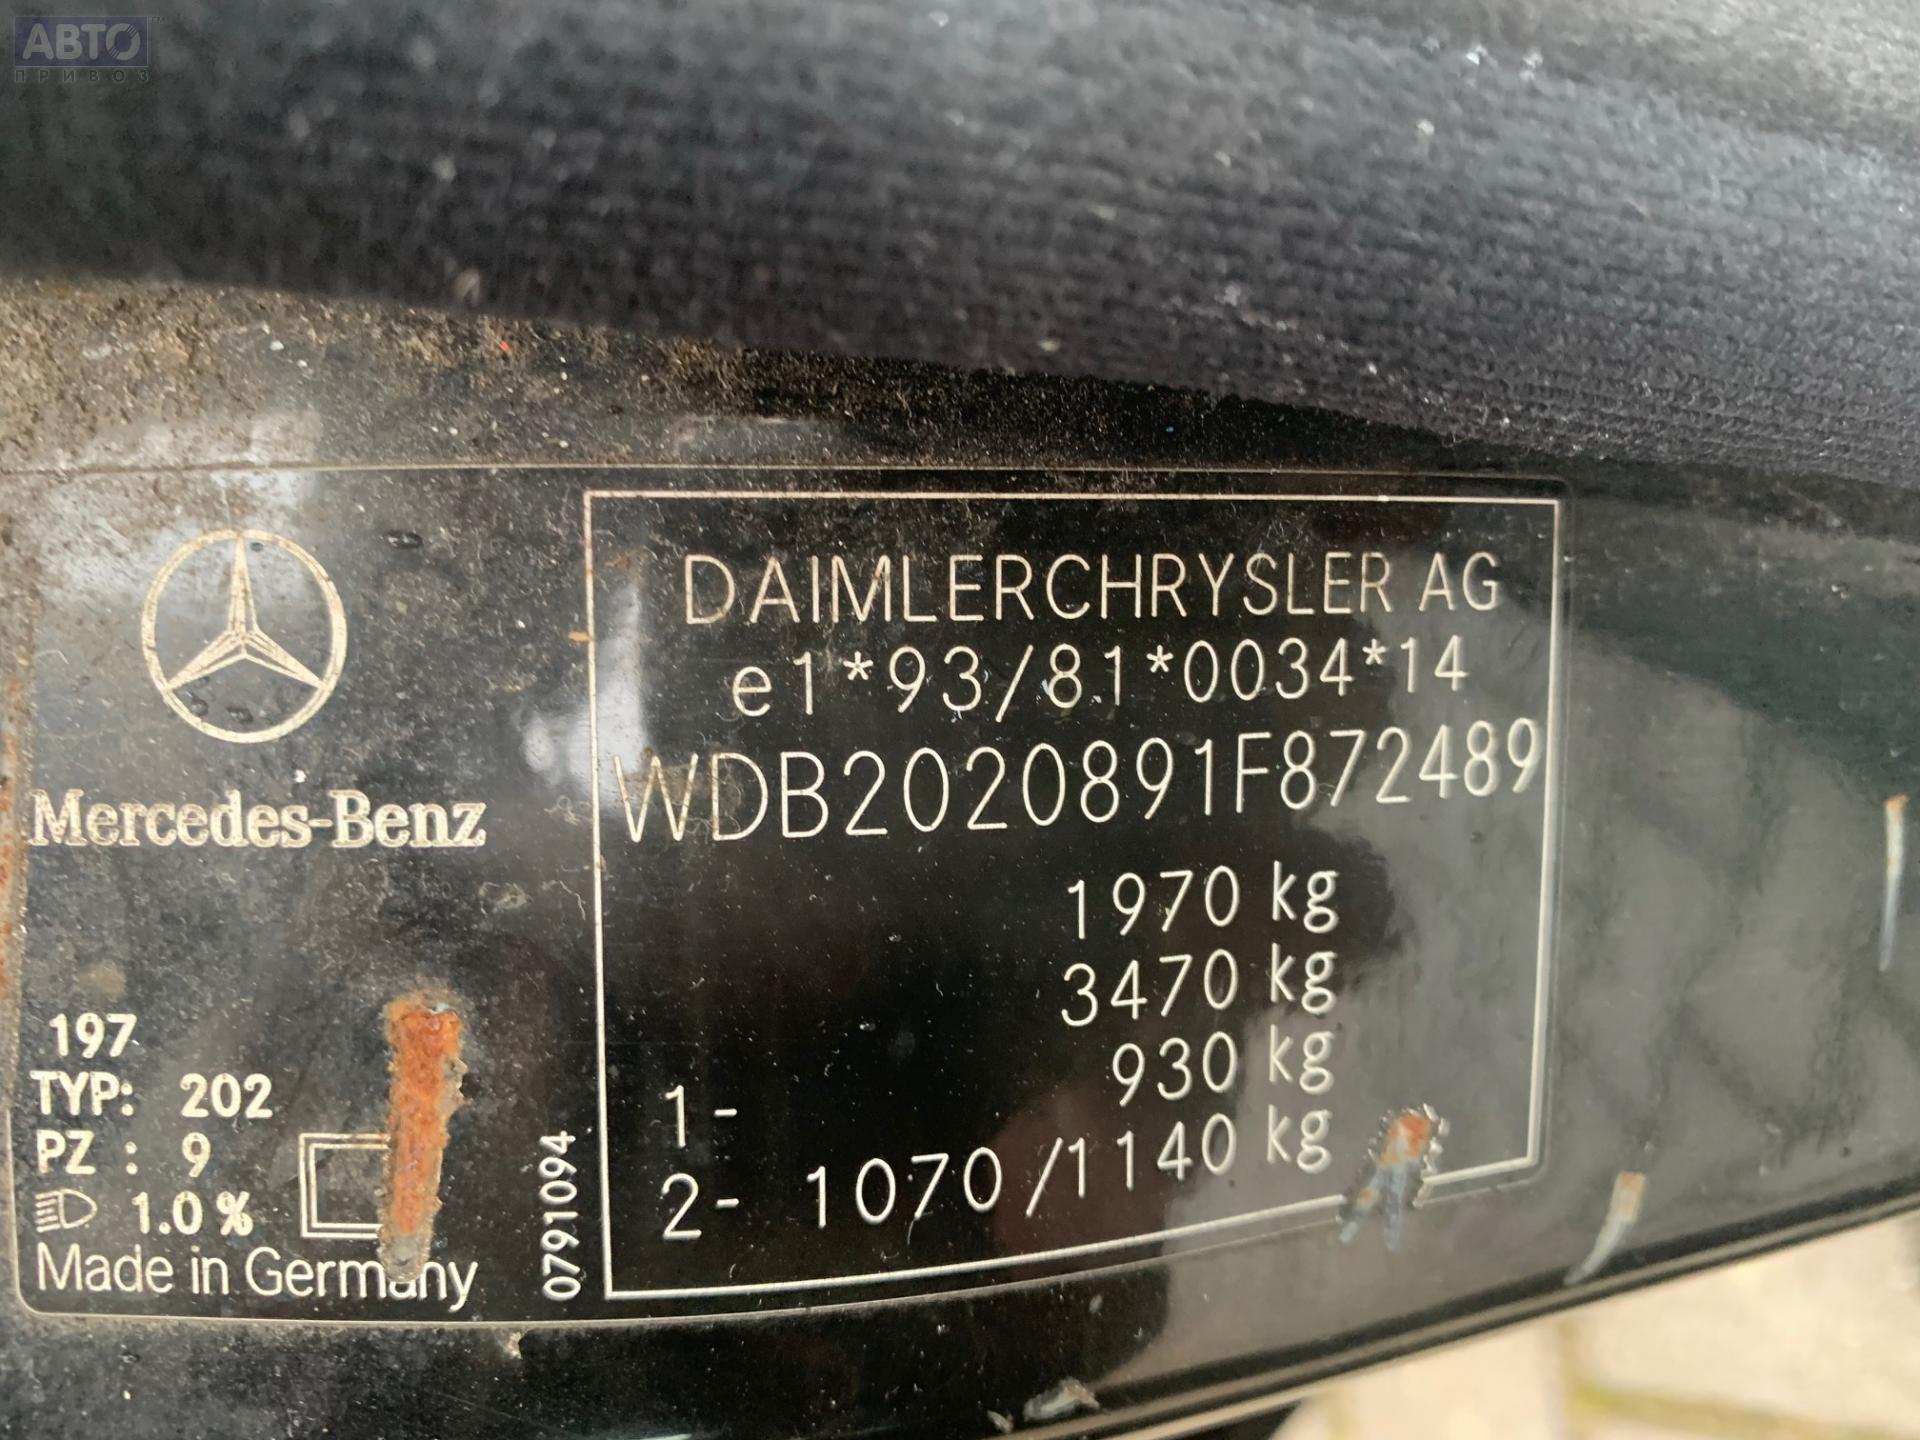 АВТО™
ПРИВОЗ
DAIMLERCHRYSLER AG
e1*93/81*0034*14
WDB2020891F872489
1970 kg
3470 kg
1- 930 kg
2- 1070/1140 kg
Mercedes-Benz
197
TYP: 202
PZ : 9
1.0 %
Made in Germany
0791094